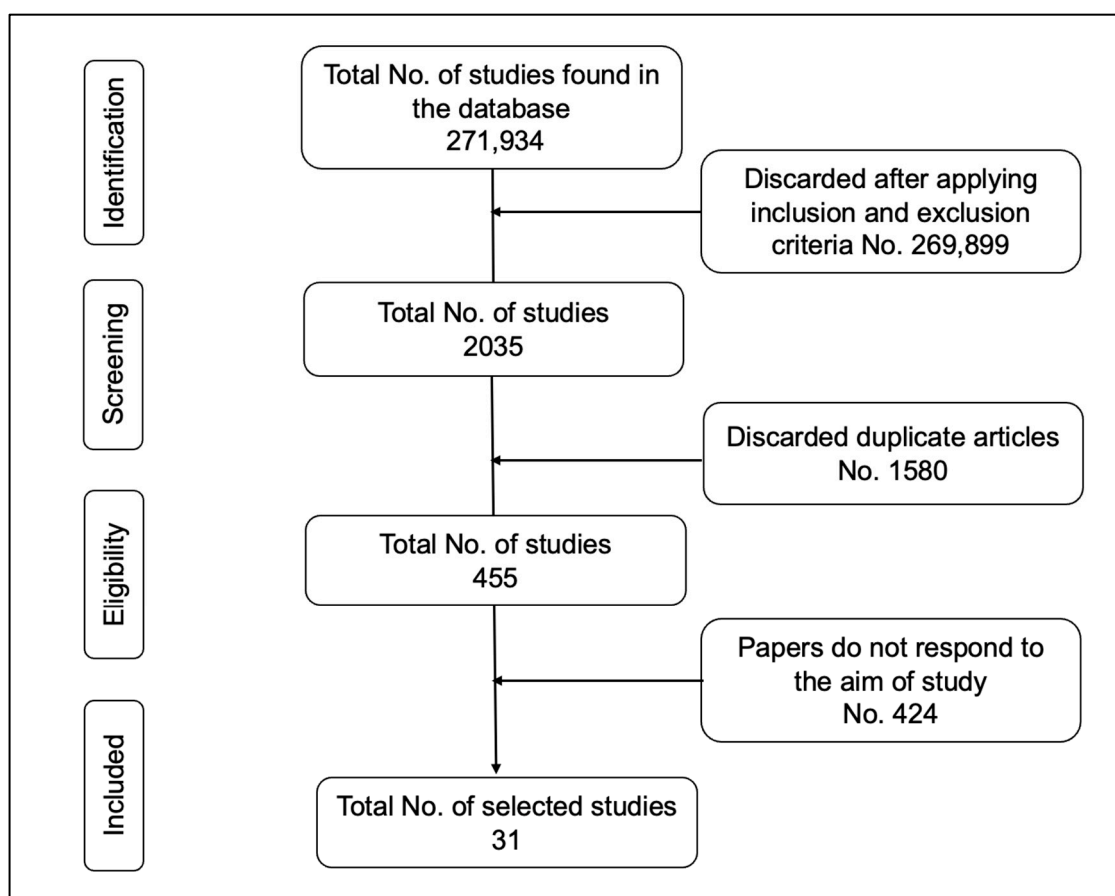 Identification
Total No. of studies found in
the database
271,934
Discarded after applying
inclusion and exclusion
criteria No. 269,899
Screening
Total No. of studies
2035
Discarded duplicate articles
No. 1580
Eligibility
Total No. of studies
455
Papers do not respond to
the aim of study
No. 424
Included
Total No. of selected studies
31